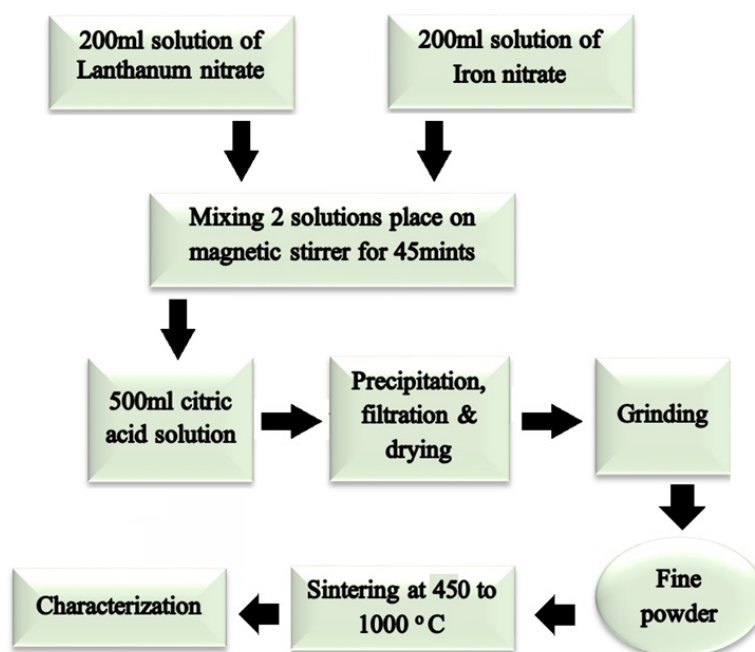 200ml solution of
Lanthanum nitrate
200ml solution of
Iron nitrate
Mixing 2 solutions place on
magnetic stirrer for 45mints
500ml citric
acid solution
Precipitation,
filtration &
drying
Grinding
Fine
powder
Sintering at 450 to
1000 ° C
Characterization